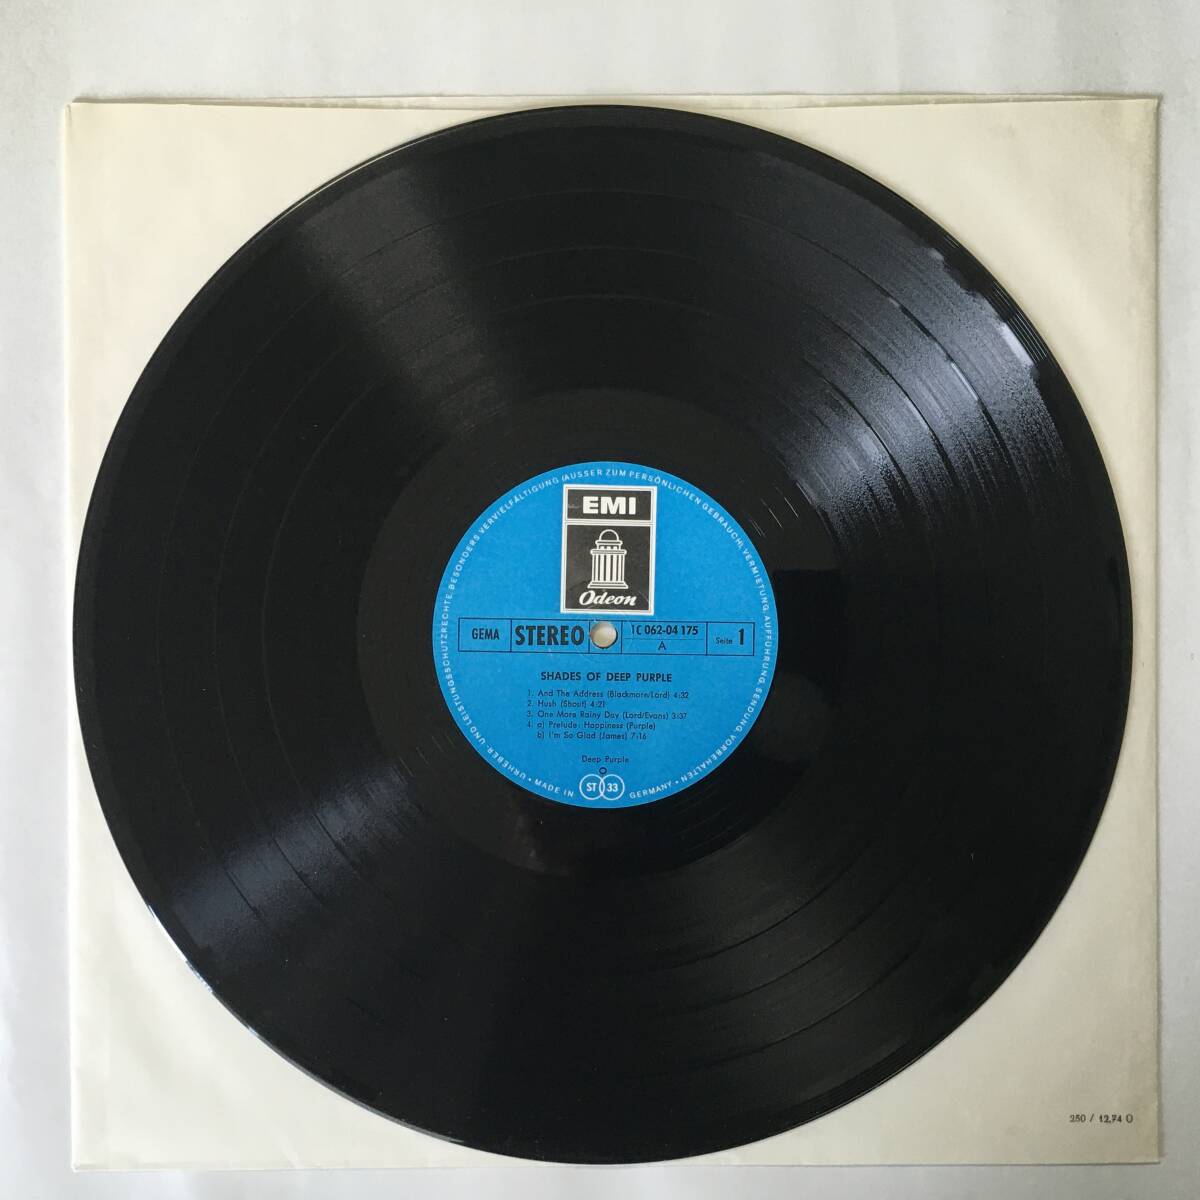 URHEBER- UND LEISTUNGSSCHUTZRECHTE, BESONDERS VERVIELFÄLTIGUNG (AUSSER ZUM PERSÖNLICHEN GEBRAUCH), VERMIETUNG, AUFFÜHRUNG, SENDUNG, VORBEHALTEN •
EMI
Odeon
GEMA
STEREO
1C 062-04 175
A
Seite 1
SHADES OF DEEP PURPLE
1. And The Address (Blackmore/Lord) 4:32
2. Hush (Shout) 4:21
3. One More Rainy Day (Lord/Evans) 3:37
4. a) Prelude: Happiness (Purple)
b) I'm So Glad (James) 7:16
Deep Purple
• MADE IN
ST 33
GERMANY •
250 / 12.74 O